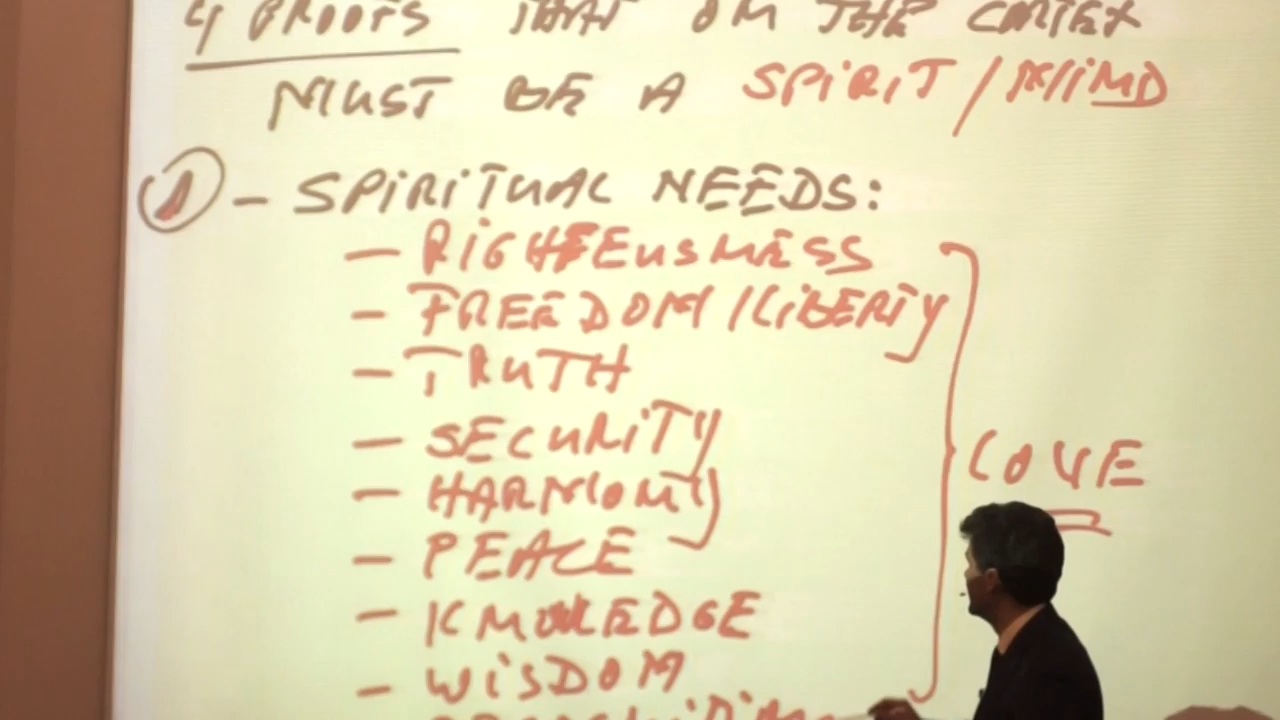 4 PROOFS THAT ON THE CORTEX
MUST BE A SPIRIT/MIND
1 - SPIRITUAL NEEDS:
- RIGHTEUSNESS
- FREEDOM/LIBERTY
- TRUTH
- SECURITY
- HARMONY
LOVE
- PEACE
- KNOWLEDGE
- WISDOM